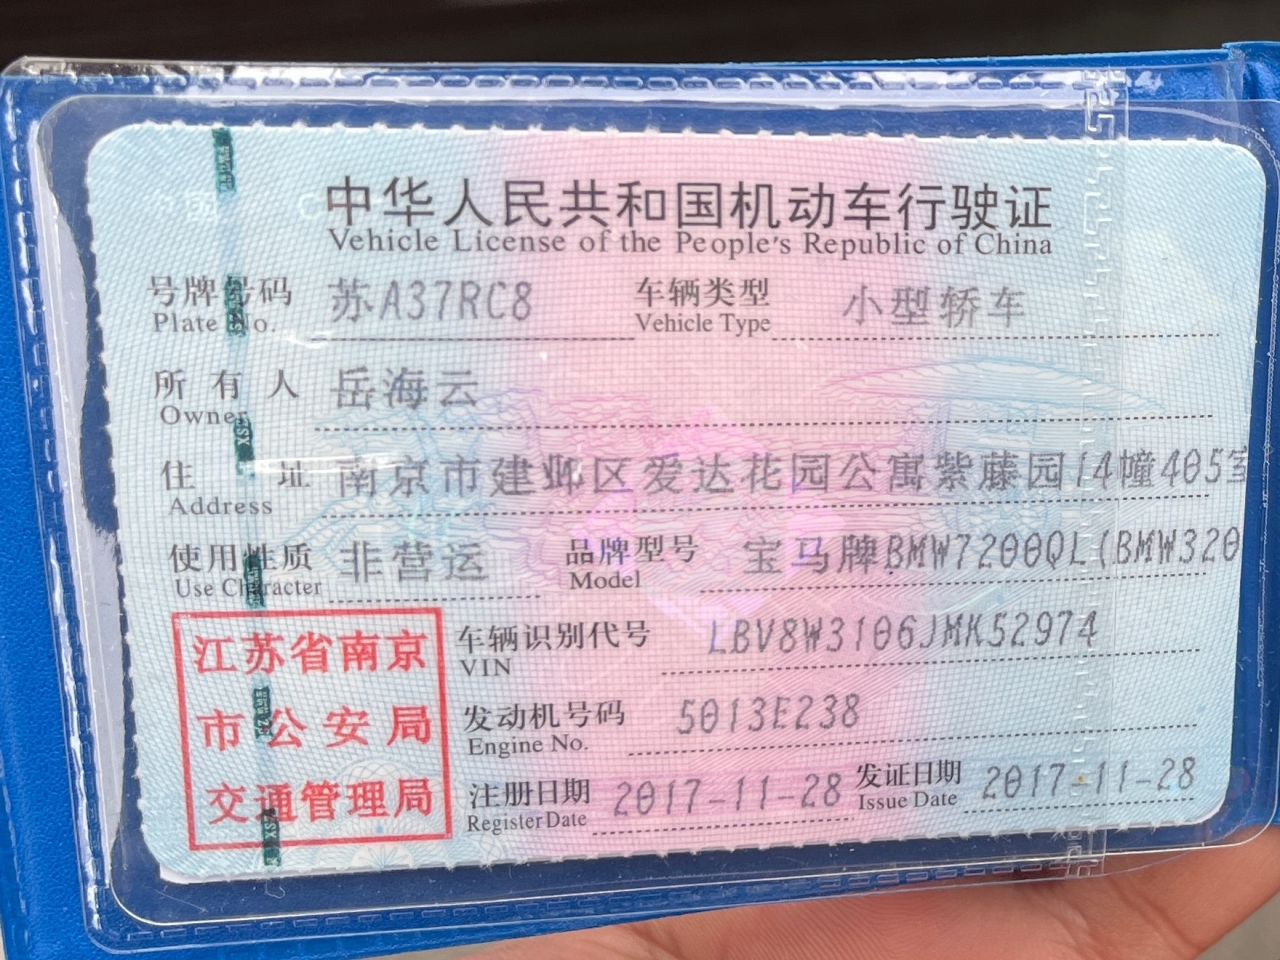 中华人民共和国机动车行驶证
Vehicle License of the People's Republic of China
号牌号码 苏A37RC8 车辆类型 小型轿车
Plate No. Vehicle Type
所有人 岳海云
Owner
住址 南京市建邺区爱达花园公寓紫藤园14幢405室
Address
使用性质 非营运 品牌型号 宝马牌BMW7200QL(BMW320
Use Character Model
江苏省南京
市公安局
交通管理局
车辆识别代号 LBV8W3106JMK52974
VIN
发动机号码 5013E238
Engine No.
注册日期 2017-11-28 发证日期 2017-11-28
Register Date Issue Date